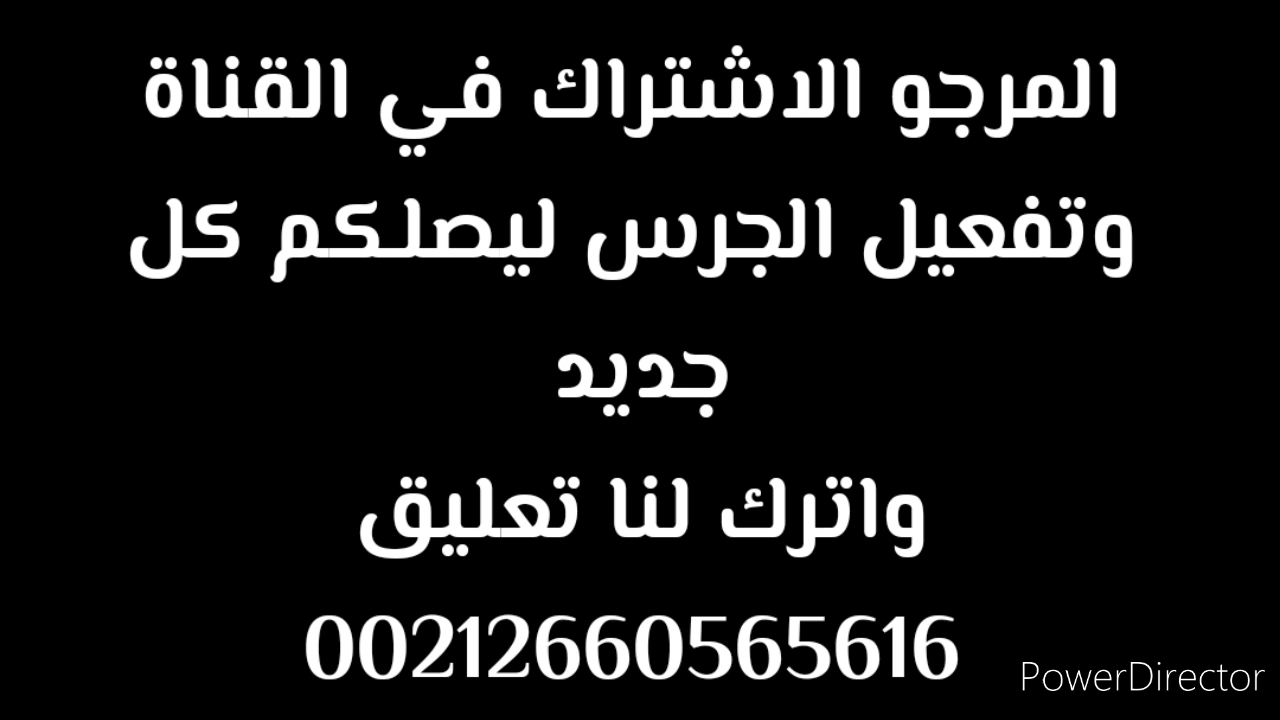 المرجو الاشتراك في القناة
وتفعيل الجرس ليصلكم كل
جديد
واترك لنا تعليق
00212660565616
PowerDirector